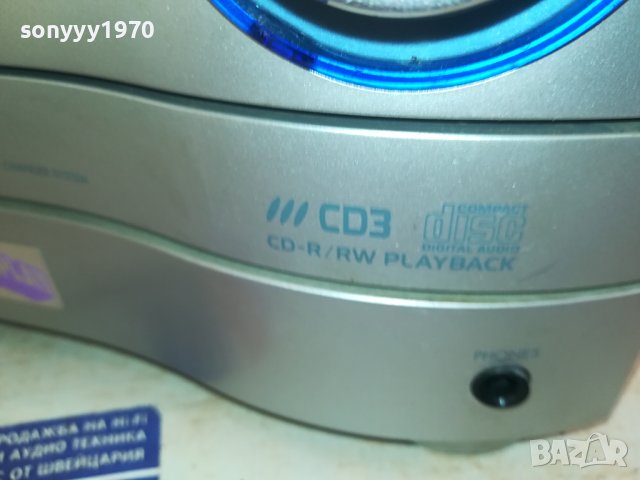 sonyyy1970
CD3
COMPACT
disc
DIGITAL AUDIO
CD-R/RW PLAYBACK
PHONES
ПРОДАЖБА НА Hi-Fi
И АУДИО ТЕХНИКА
С ОТ ШВЕЙЦАРИЯ
BAZAR